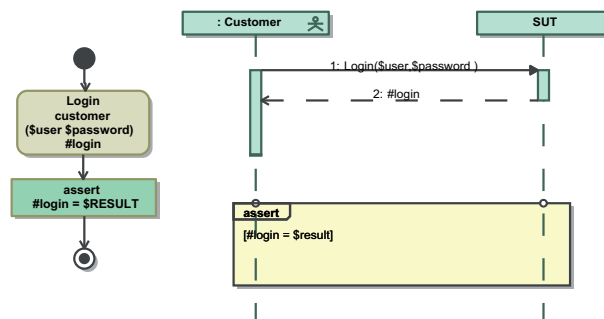 Login
customer
($user $password)
#login
assert
#login = $RESULT
: Customer
SUT
1: Login($user,$password )
2: #login
assert
[#login = $result]